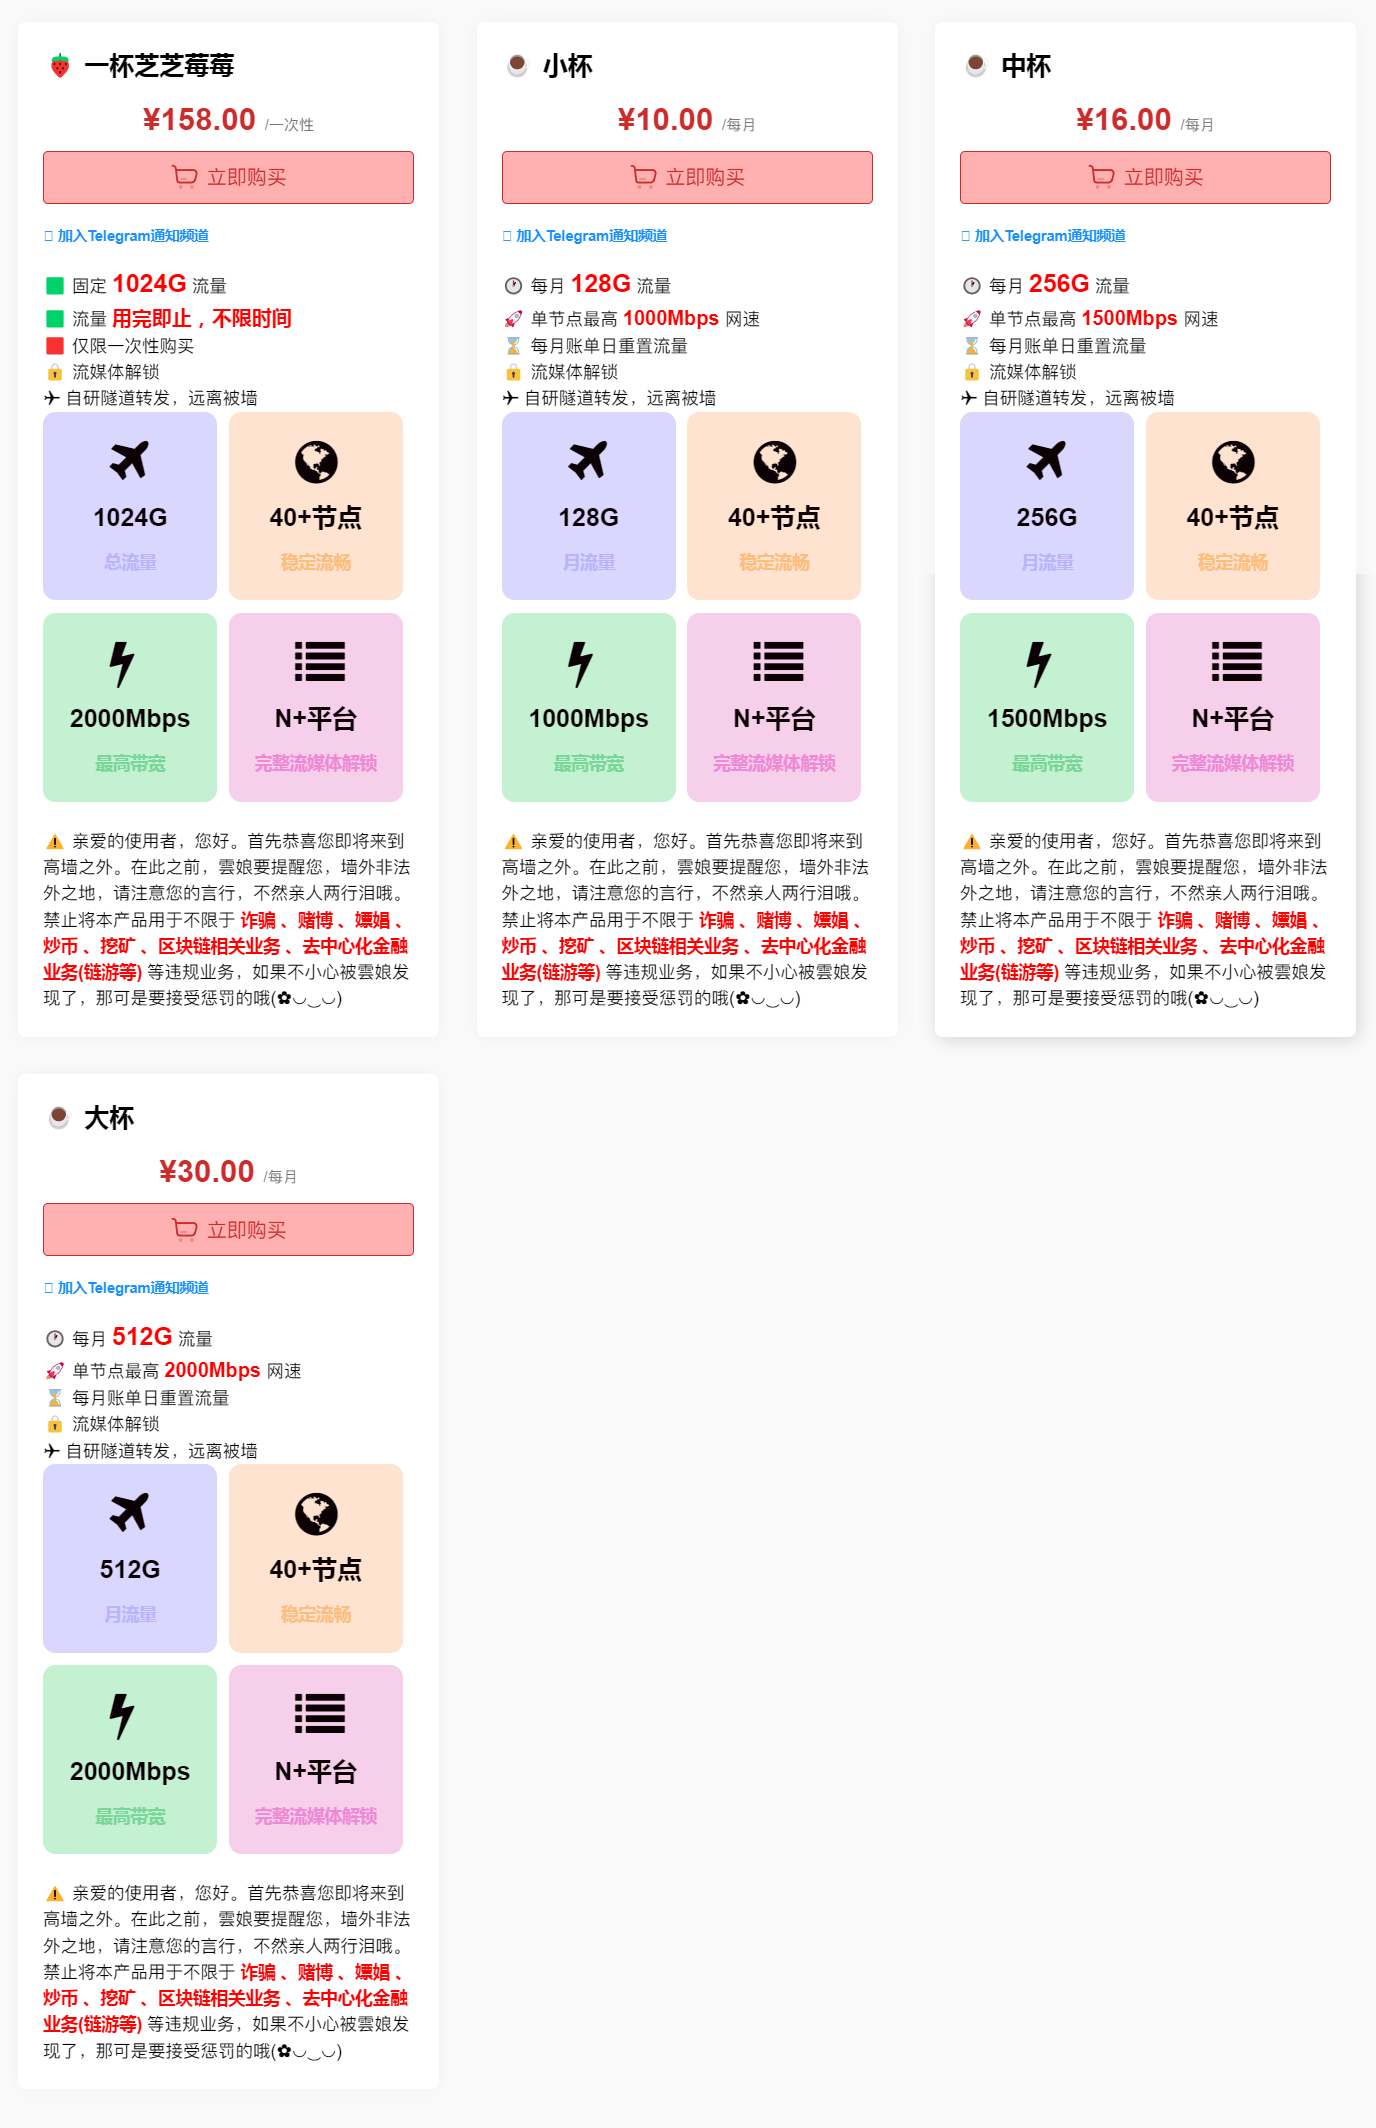 🍓 一杯芝芝莓莓
¥158.00 /一次性
立即购买
加入Telegram通知频道
🟩 固定 1024G 流量
🟩 流量 用完即止，不限时间
🟥 仅限一次性购买
🔒 流媒体解锁
✈ 自研隧道转发，远离被墙
1024G
总流量
40+节点
稳定流畅
2000Mbps
最高带宽
N+平台
完整流媒体解锁
⚠️ 亲爱的使用者，您好。首先恭喜您即将来到
高墙之外。在此之前，雲娘要提醒您，墙外非法
外之地，请注意您的言行，不然亲人两行泪哦。
禁止将本产品用于不限于 诈骗 、赌博 、嫖娼 、
炒币 、挖矿 、区块链相关业务 、去中心化金融
业务(链游等) 等违规业务，如果不小心被雲娘发
现了，那可是要接受惩罚的哦(✿◡‿◡)
小杯
¥10.00 /每月
立即购买
加入Telegram通知频道
🕐 每月 128G 流量
🚀 单节点最高 1000Mbps 网速
⏳ 每月账单日重置流量
🔒 流媒体解锁
✈ 自研隧道转发，远离被墙
128G
月流量
40+节点
稳定流畅
1000Mbps
最高带宽
N+平台
完整流媒体解锁
⚠️ 亲爱的使用者，您好。首先恭喜您即将来到
高墙之外。在此之前，雲娘要提醒您，墙外非法
外之地，请注意您的言行，不然亲人两行泪哦。
禁止将本产品用于不限于 诈骗 、赌博 、嫖娼 、
炒币 、挖矿 、区块链相关业务 、去中心化金融
业务(链游等) 等违规业务，如果不小心被雲娘发
现了，那可是要接受惩罚的哦(✿◡‿◡)
中杯
¥16.00 /每月
立即购买
加入Telegram通知频道
🕐 每月 256G 流量
🚀 单节点最高 1500Mbps 网速
⏳ 每月账单日重置流量
🔒 流媒体解锁
✈ 自研隧道转发，远离被墙
256G
月流量
40+节点
稳定流畅
1500Mbps
最高带宽
N+平台
完整流媒体解锁
⚠️ 亲爱的使用者，您好。首先恭喜您即将来到
高墙之外。在此之前，雲娘要提醒您，墙外非法
外之地，请注意您的言行，不然亲人两行泪哦。
禁止将本产品用于不限于 诈骗 、赌博 、嫖娼 、
炒币 、挖矿 、区块链相关业务 、去中心化金融
业务(链游等) 等违规业务，如果不小心被雲娘发
现了，那可是要接受惩罚的哦(✿◡‿◡)
大杯
¥30.00 /每月
立即购买
加入Telegram通知频道
🕐 每月 512G 流量
🚀 单节点最高 2000Mbps 网速
⏳ 每月账单日重置流量
🔒 流媒体解锁
✈ 自研隧道转发，远离被墙
512G
月流量
40+节点
稳定流畅
2000Mbps
最高带宽
N+平台
完整流媒体解锁
⚠️ 亲爱的使用者，您好。首先恭喜您即将来到
高墙之外。在此之前，雲娘要提醒您，墙外非法
外之地，请注意您的言行，不然亲人两行泪哦。
禁止将本产品用于不限于 诈骗 、赌博 、嫖娼 、
炒币 、挖矿 、区块链相关业务 、去中心化金融
业务(链游等) 等违规业务，如果不小心被雲娘发
现了，那可是要接受惩罚的哦(✿◡‿◡)